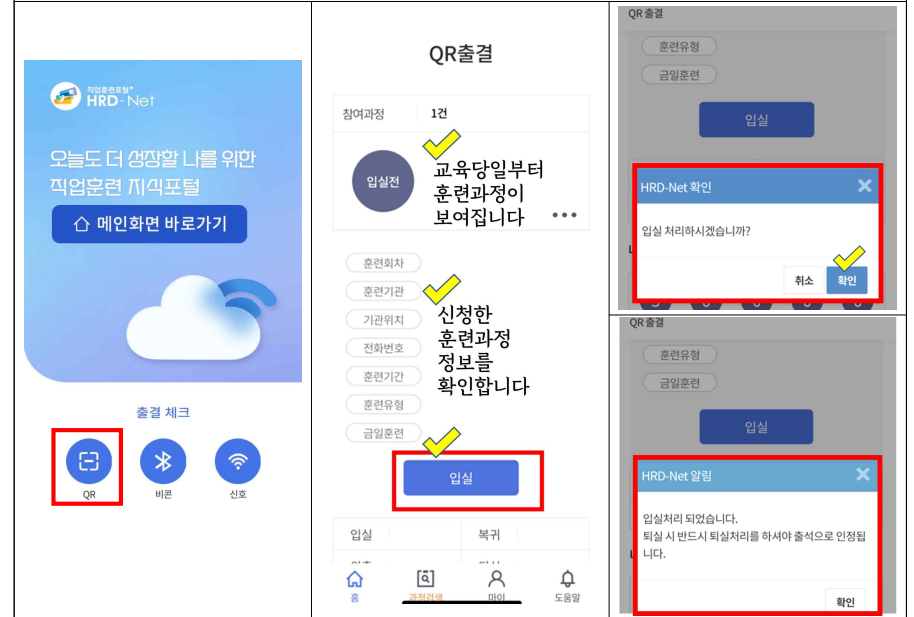 직업훈련포털
HRD-Net
오늘도 더 성장할 나를 위한
직업훈련 지식포털
메인화면 바로가기
출결 체크
QR
비콘
신호
QR출결
참여과정 1건
입실전
교육당일부터
훈련과정이
보여집니다
훈련회차
훈련기관
기관위치
전화번호
훈련기간
훈련유형
금일훈련
신청한
훈련과정
정보를
확인합니다
입실
입실 복귀
홈
과정검색
마이
도움말
QR 출결
훈련유형
금일훈련
입실
HRD-Net 확인
입실 처리하시겠습니까?
취소 확인
QR 출결
훈련유형
금일훈련
입실
HRD-Net 알림
입실처리 되었습니다.
퇴실 시 반드시 퇴실처리를 하셔야 출석으로 인정됩
니다.
확인